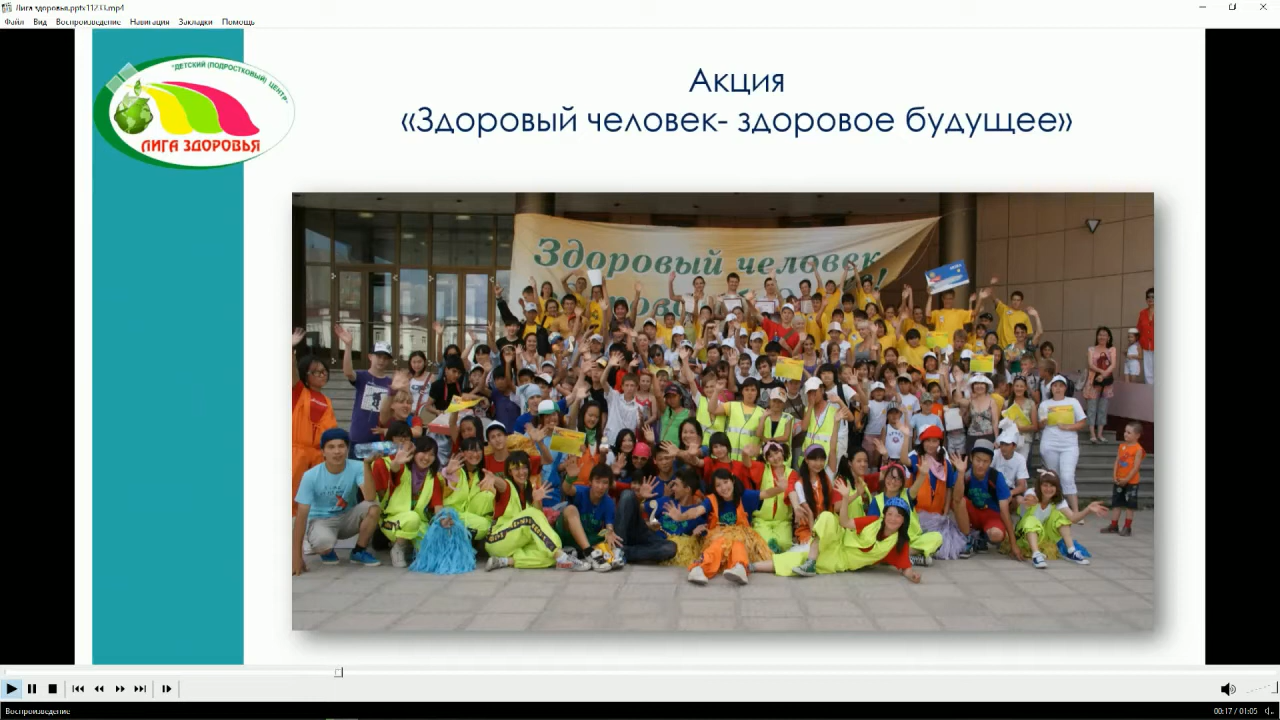 Лига здоровья.pptx11233.mp4
Файл Вид Воспроизведение Навигация Закладки Помощь
"ДЕТСКИЙ (ПОДРОСТКОВЫЙ) ЦЕНТР"
ЛИГА ЗДОРОВЬЯ
Акция
«Здоровый человек- здоровое будущее»
Здоровый человек
Воспроизведение
00:17 / 01:05